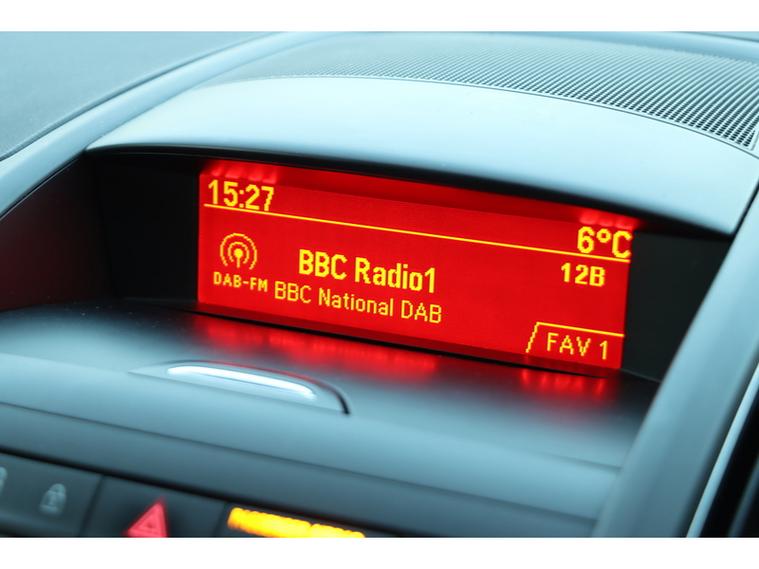 15:27
6°C
BBC Radio1
12B
DAB-FM
BBC National DAB
FAV 1